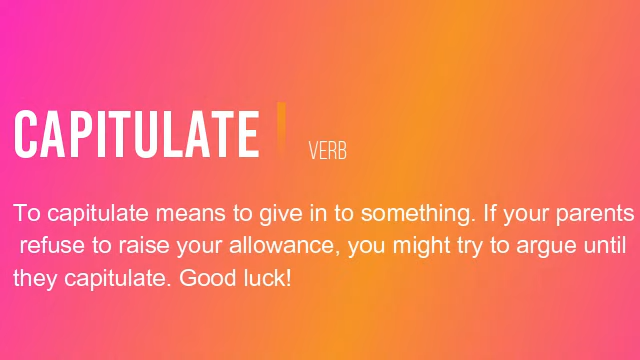 CAPITULATE
VERB
To capitulate means to give in to something. If your parents
refuse to raise your allowance, you might try to argue until
they capitulate. Good luck!